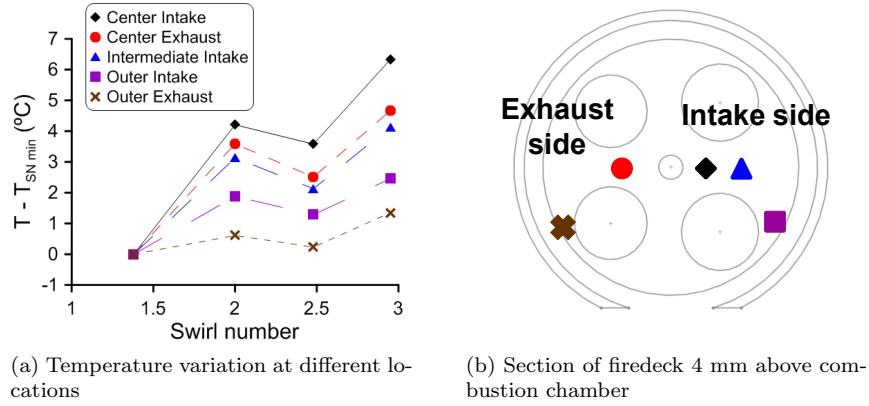 Center Intake
Center Exhaust
Intermediate Intake
Outer Intake
Outer Exhaust
7
6
5
4
3
2
1
0
-1
T - T_SN min (ºC)
1
1.5
2
2.5
3
Swirl number
(a) Temperature variation at different lo-
cations
Exhaust
side
Intake side
(b) Section of firedeck 4 mm above com-
bustion chamber